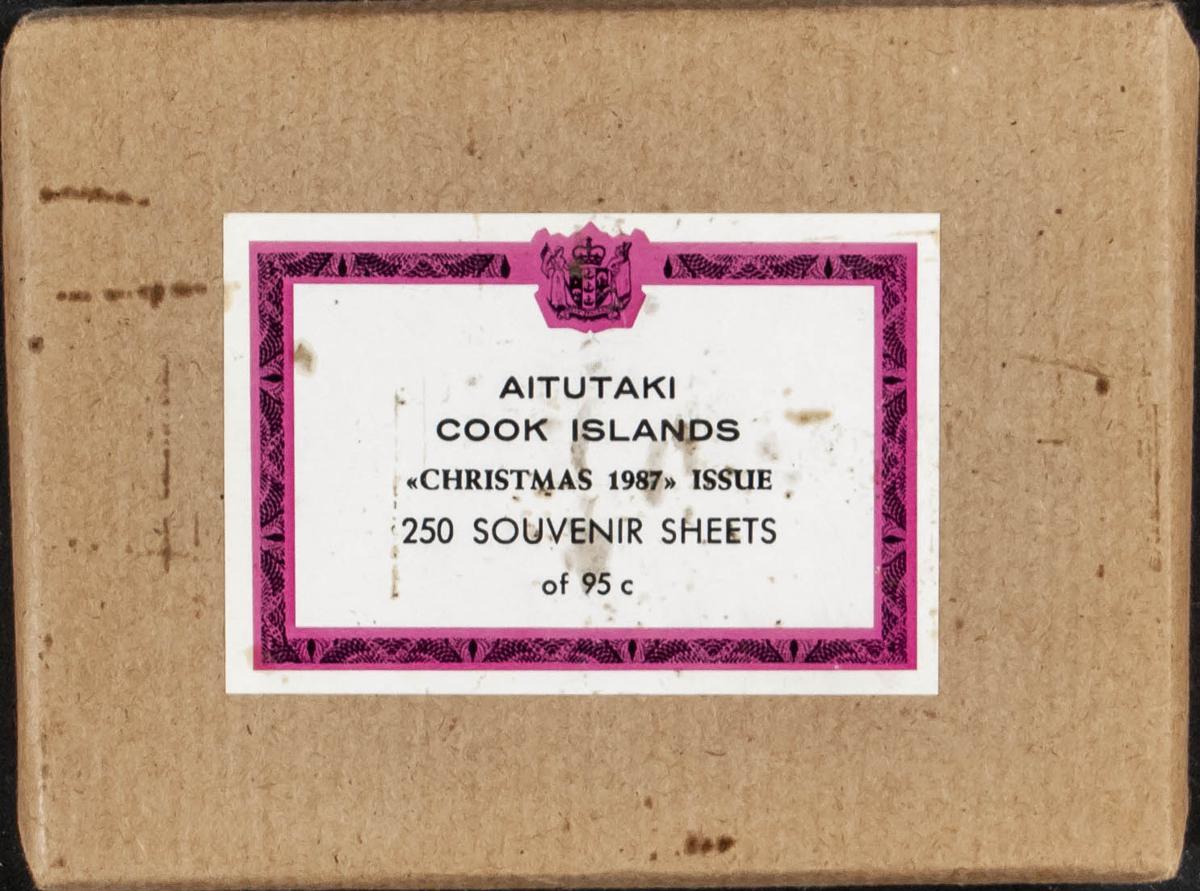 AITUTAKI
COOK ISLANDS
«CHRISTMAS 1987» ISSUE
250 SOUVENIR SHEETS
of 95 c